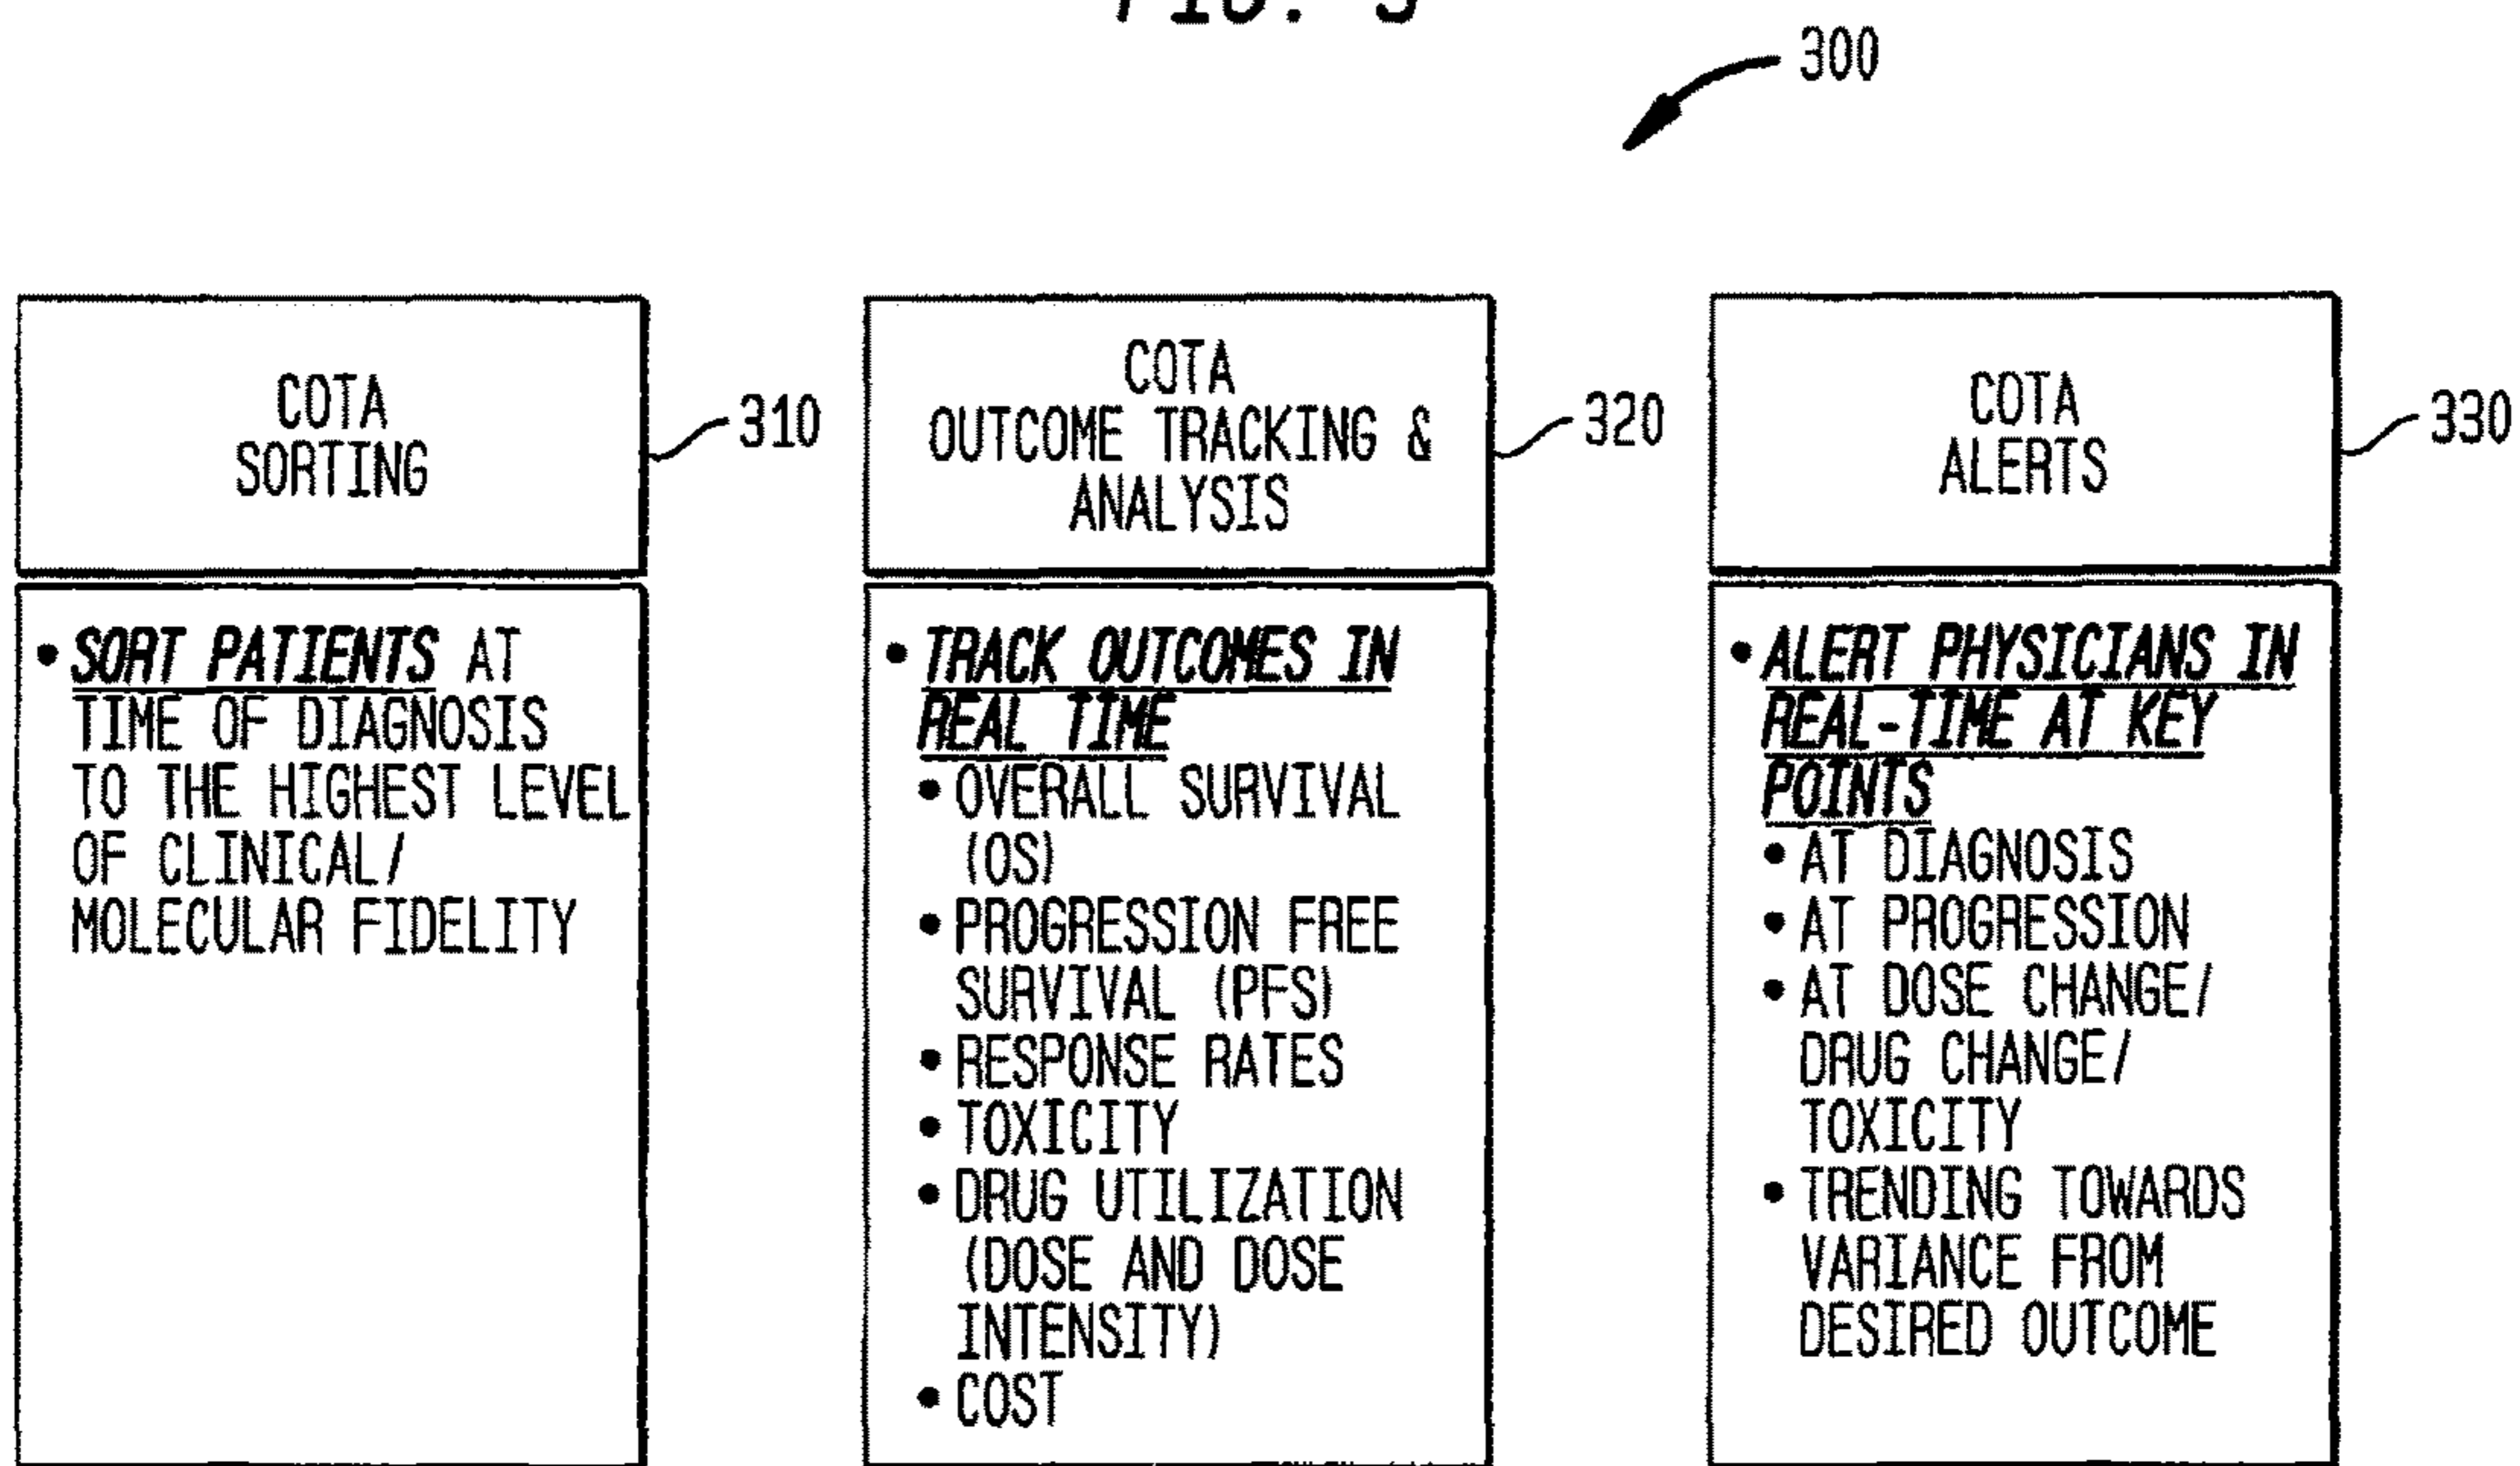 FIG. 3
300
COTA
SORTING
310
• SORT PATIENTS AT
TIME OF DIAGNOSIS
TO THE HIGHEST LEVEL
OF CLINICAL/
MOLECULAR FIDELITY
COTA
OUTCOME TRACKING &
ANALYSIS
320
• TRACK OUTCOMES IN
REAL TIME
• OVERALL SURVIVAL
(OS)
• PROGRESSION FREE
SURVIVAL (PFS)
• RESPONSE RATES
• TOXICITY
• DRUG UTILIZATION
(DOSE AND DOSE
INTENSITY)
• COST
COTA
ALERTS
330
• ALERT PHYSICIANS IN
REAL-TIME AT KEY
POINTS
• AT DIAGNOSIS
• AT PROGRESSION
• AT DOSE CHANGE/
DRUG CHANGE/
TOXICITY
• TRENDING TOWARDS
VARIANCE FROM
DESIRED OUTCOME